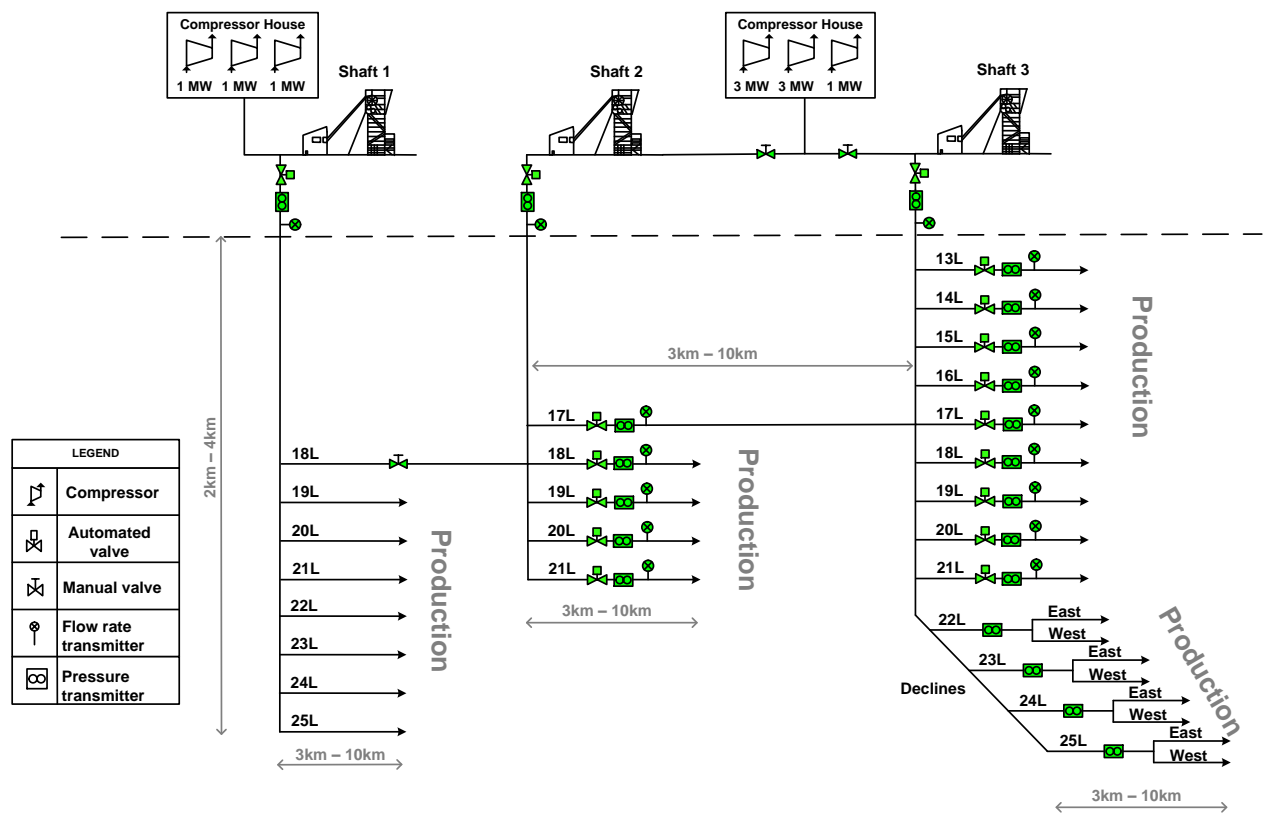 Compressor House
1 MW 1 MW 1 MW
Shaft 1
Shaft 2
Compressor House
3 MW 3 MW 1 MW
Shaft 3
2km – 4km
18L
19L
20L
21L
22L
23L
24L
25L
Production
3km – 10km
3km – 10km
17L
18L
19L
20L
21L
Production
3km – 10km
13L
14L
15L
16L
17L
18L
19L
20L
21L
Production
Declines
22L
East
West
23L
East
West
24L
East
West
25L
East
West
Production
3km – 10km
LEGEND
Compressor
Automated
valve
Manual valve
Flow rate
transmitter
Pressure
transmitter